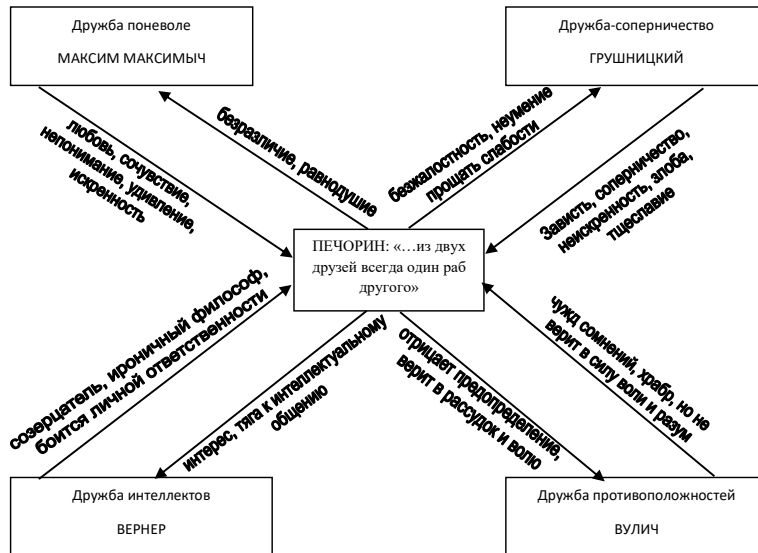 Дружба поневоле
МАКСИМ МАКСИМЫЧ
Дружба-соперничество
ГРУШНИЦКИЙ
любовь, сочувствие,
непонимание, удивление,
искренность
безразличие, равнодушие
безжалостность, неумение
прощать слабости
Зависть, соперничество,
неискренность, злоба,
тщеславие
ПЕЧОРИН: «…из двух
друзей всегда один раб
другого»
созерцатель, ироничный философ,
боится личной ответственности
интерес, тяга к интеллектуальному
общению
отрицает предопределение,
верит в рассудок и волю
чужд сомнений, храбр, но не
верит в силу воли и разум
Дружба интеллектов
ВЕРНЕР
Дружба противоположностей
ВУЛИЧ